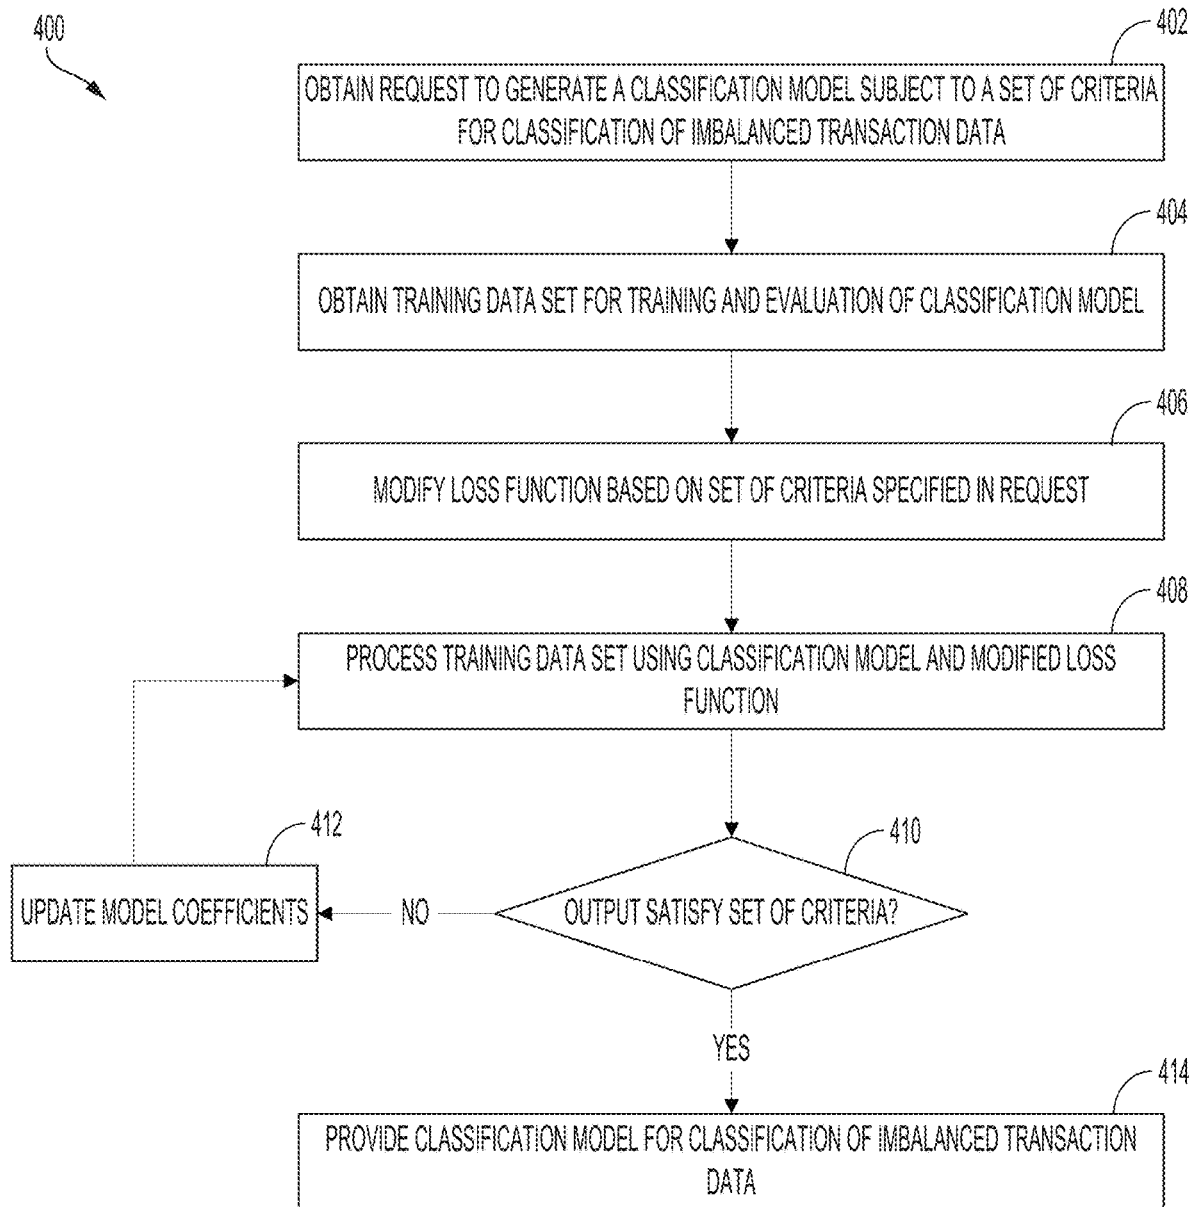 400
402
OBTAIN REQUEST TO GENERATE A CLASSIFICATION MODEL SUBJECT TO A SET OF CRITERIA
FOR CLASSIFICATION OF IMBALANCED TRANSACTION DATA
404
OBTAIN TRAINING DATA SET FOR TRAINING AND EVALUATION OF CLASSIFICATION MODEL
406
MODIFY LOSS FUNCTION BASED ON SET OF CRITERIA SPECIFIED IN REQUEST
408
PROCESS TRAINING DATA SET USING CLASSIFICATION MODEL AND MODIFIED LOSS
FUNCTION
410
OUTPUT SATISFY SET OF CRITERIA?
NO
412
UPDATE MODEL COEFFICIENTS
YES
414
PROVIDE CLASSIFICATION MODEL FOR CLASSIFICATION OF IMBALANCED TRANSACTION
DATA